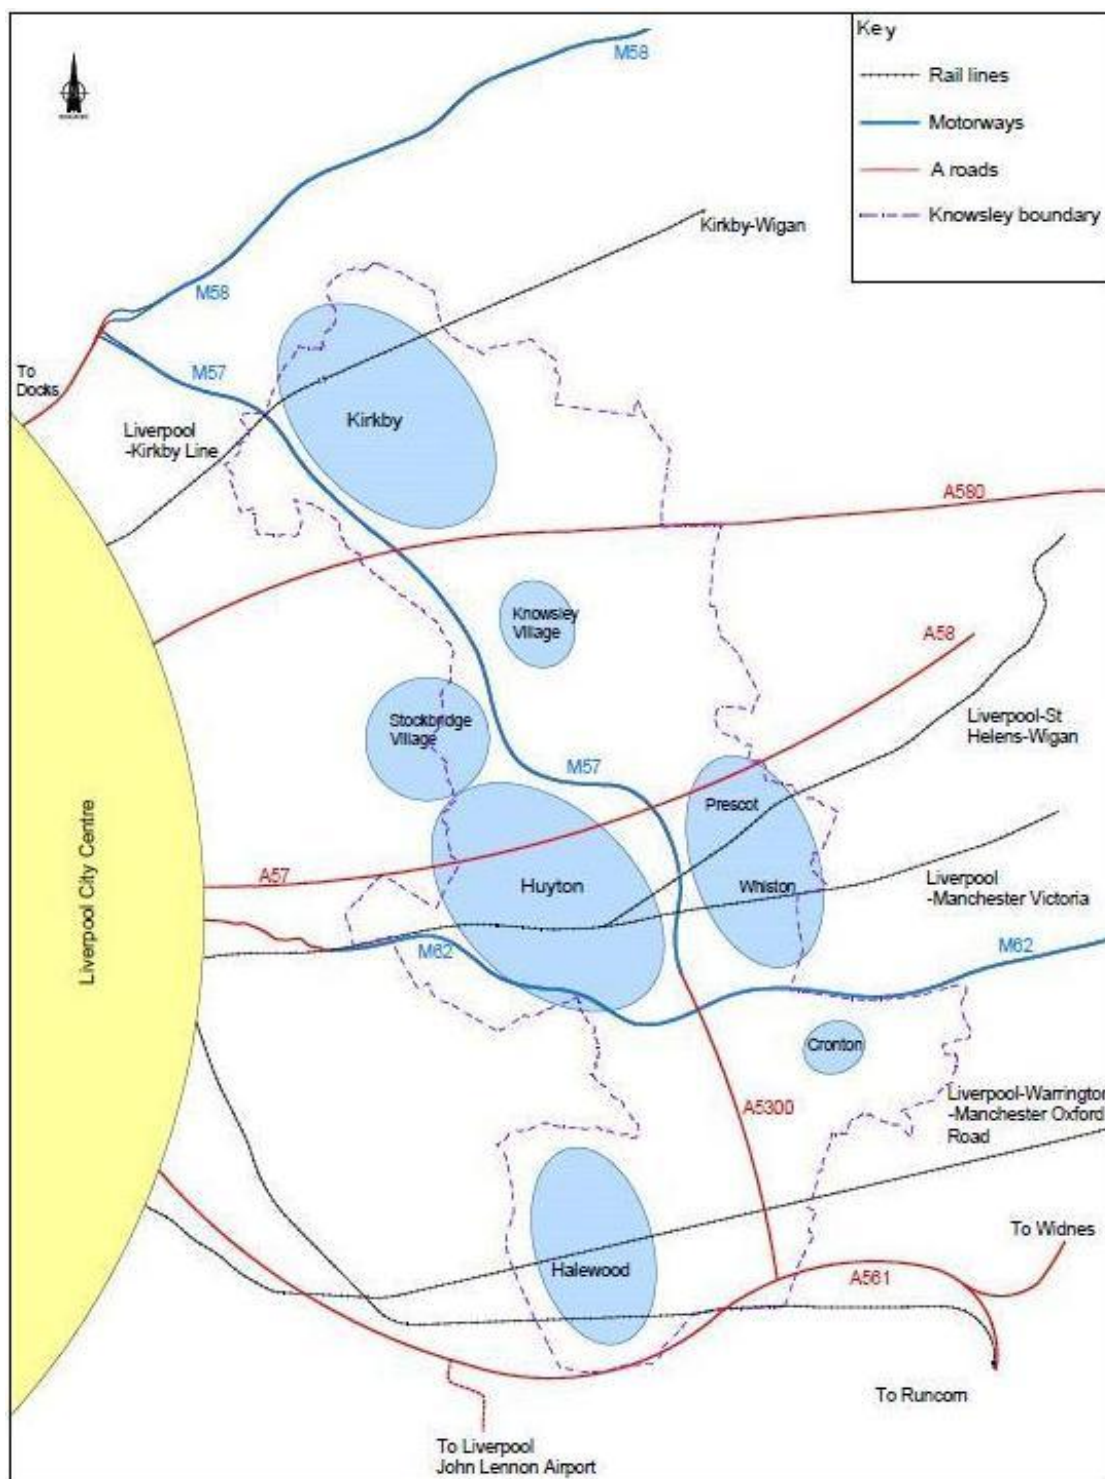 Key
Rail lines
Motorways
A roads
Knowsley boundary
M58
Kirkby-Wigan
M58
M57
To
Docks
Liverpool
-Kirkby Line
Kirkby
A580
Knowsley
Village
A58
Stockbridge
Village
Liverpool-St
Helens-Wigan
M57
Prescot
Liverpool City Centre
A57
Huyton
Whiston
Liverpool
-Manchester Victoria
M62
M62
Cronton
A5300
Liverpool-Warrington
-Manchester Oxford
Road
To Widnes
Halewood
A561
To Runcorn
To Liverpool
John Lennon Airport